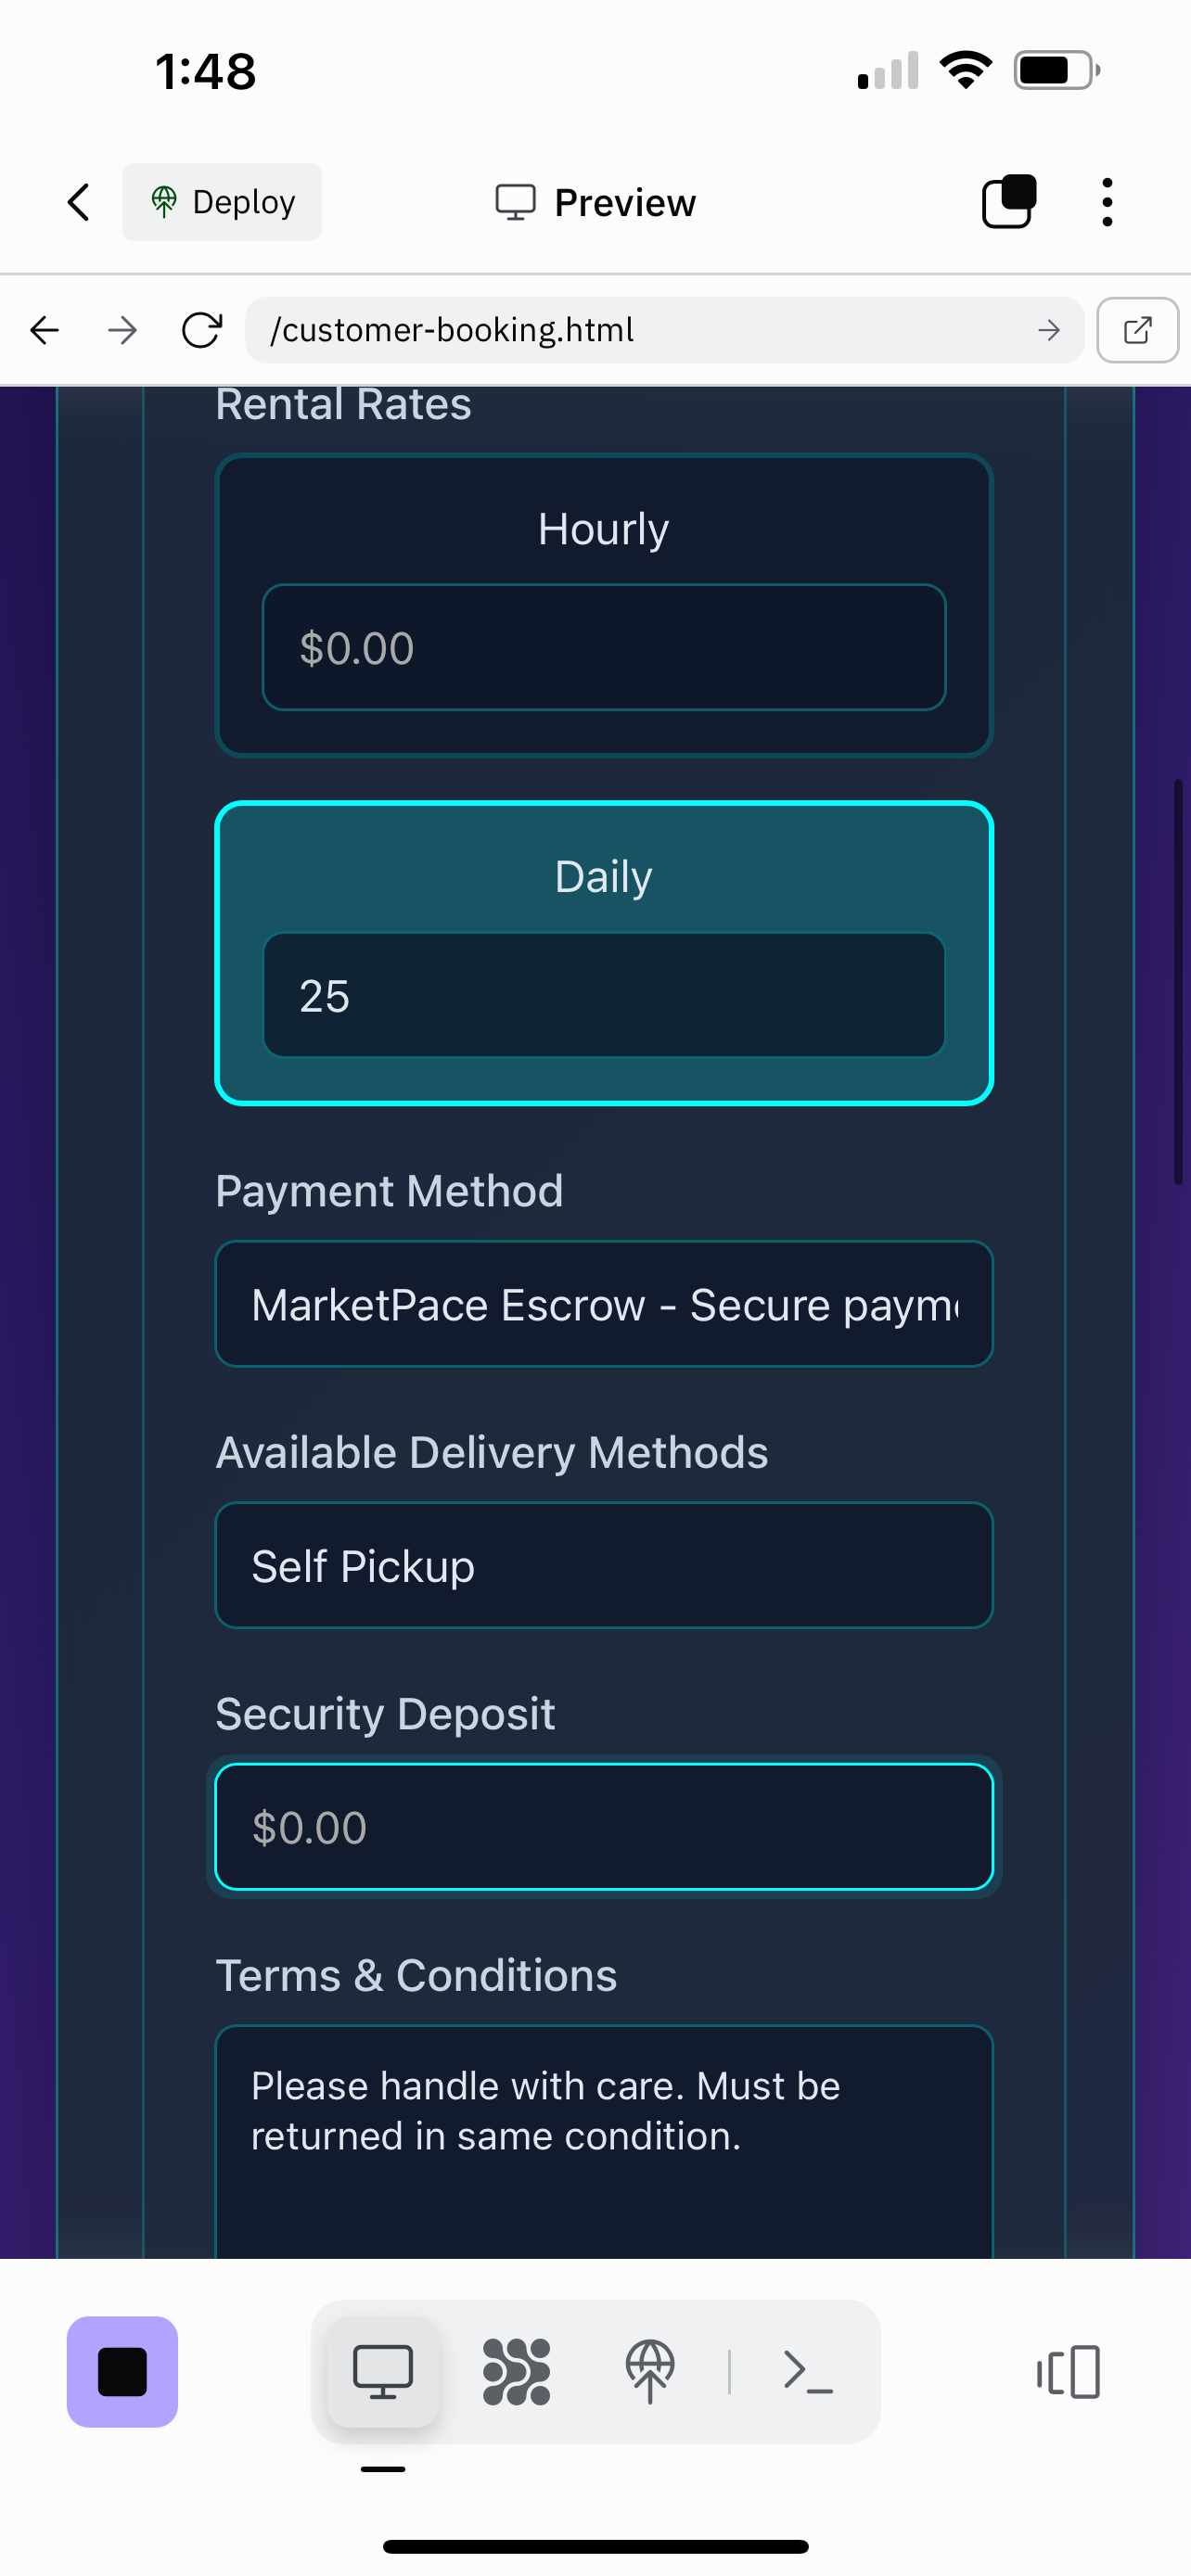 1:48
Deploy
Preview
/customer-booking.html
Rental Rates
Hourly
$0.00
Daily
25
Payment Method
MarketPace Escrow - Secure
Available Delivery Methods
Self Pickup
Security Deposit
$0.00
Terms & Conditions
Please handle with care. Must be
returned in same condition.